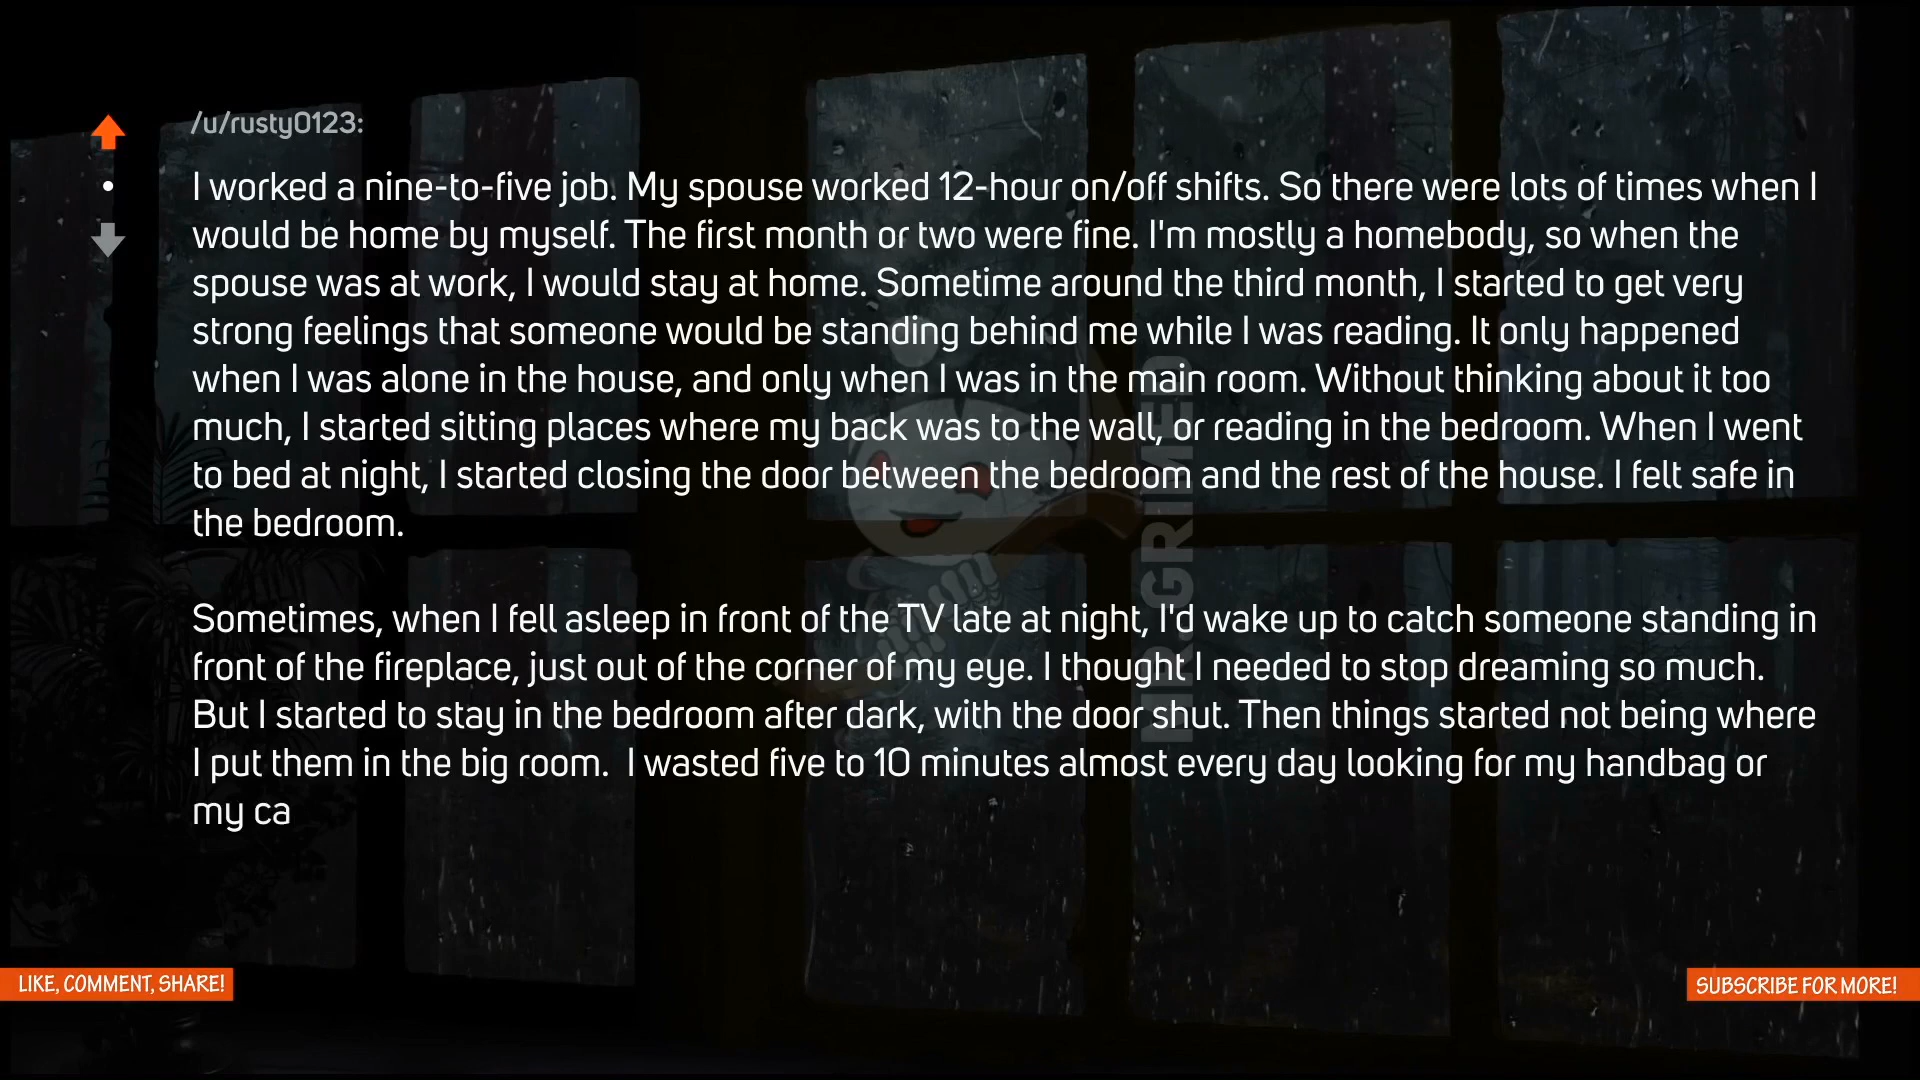 /u/rusty0123:
I worked a nine-to-five job. My spouse worked 12-hour on/off shifts. So there were lots of times when I
would be home by myself. The first month or two were fine. I'm mostly a homebody, so when the
spouse was at work, I would stay at home. Sometime around the third month, I started to get very
strong feelings that someone would be standing behind me while I was reading. It only happened
when I was alone in the house, and only when I was in the main room. Without thinking about it too
much, I started sitting places where my back was to the wall, or reading in the bedroom. When I went
to bed at night, I started closing the door between the bedroom and the rest of the house. I felt safe in
the bedroom.
Sometimes, when I fell asleep in front of the TV late at night, I'd wake up to catch someone standing in
front of the fireplace, just out of the corner of my eye. I thought I needed to stop dreaming so much.
But I started to stay in the bedroom after dark, with the door shut. Then things started not being where
I put them in the big room.  I wasted five to 10 minutes almost every day looking for my handbag or
my ca
MR.GRIMED
LIKE, COMMENT, SHARE!
SUBSCRIBE FOR MORE!